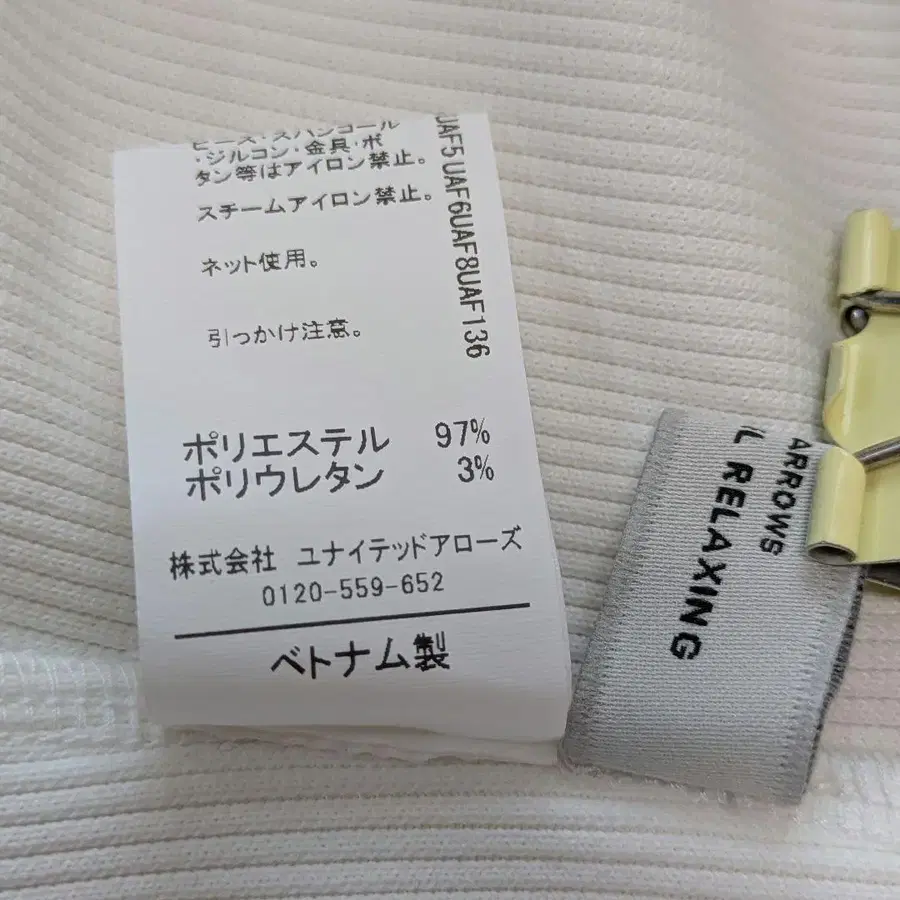 ビーズ・スパンコール
・ジルコン・金具・ボ
タン等はアイロン禁止。
スチームアイロン禁止。
ネット使用。
引っかけ注意。
UAF5 UAF6UAF8UAF136
ポリエステル 97%
ポリウレタン 3%
株式会社 ユナイテッドアローズ
0120-559-652
ベトナム製
ARROWS
RELAXING